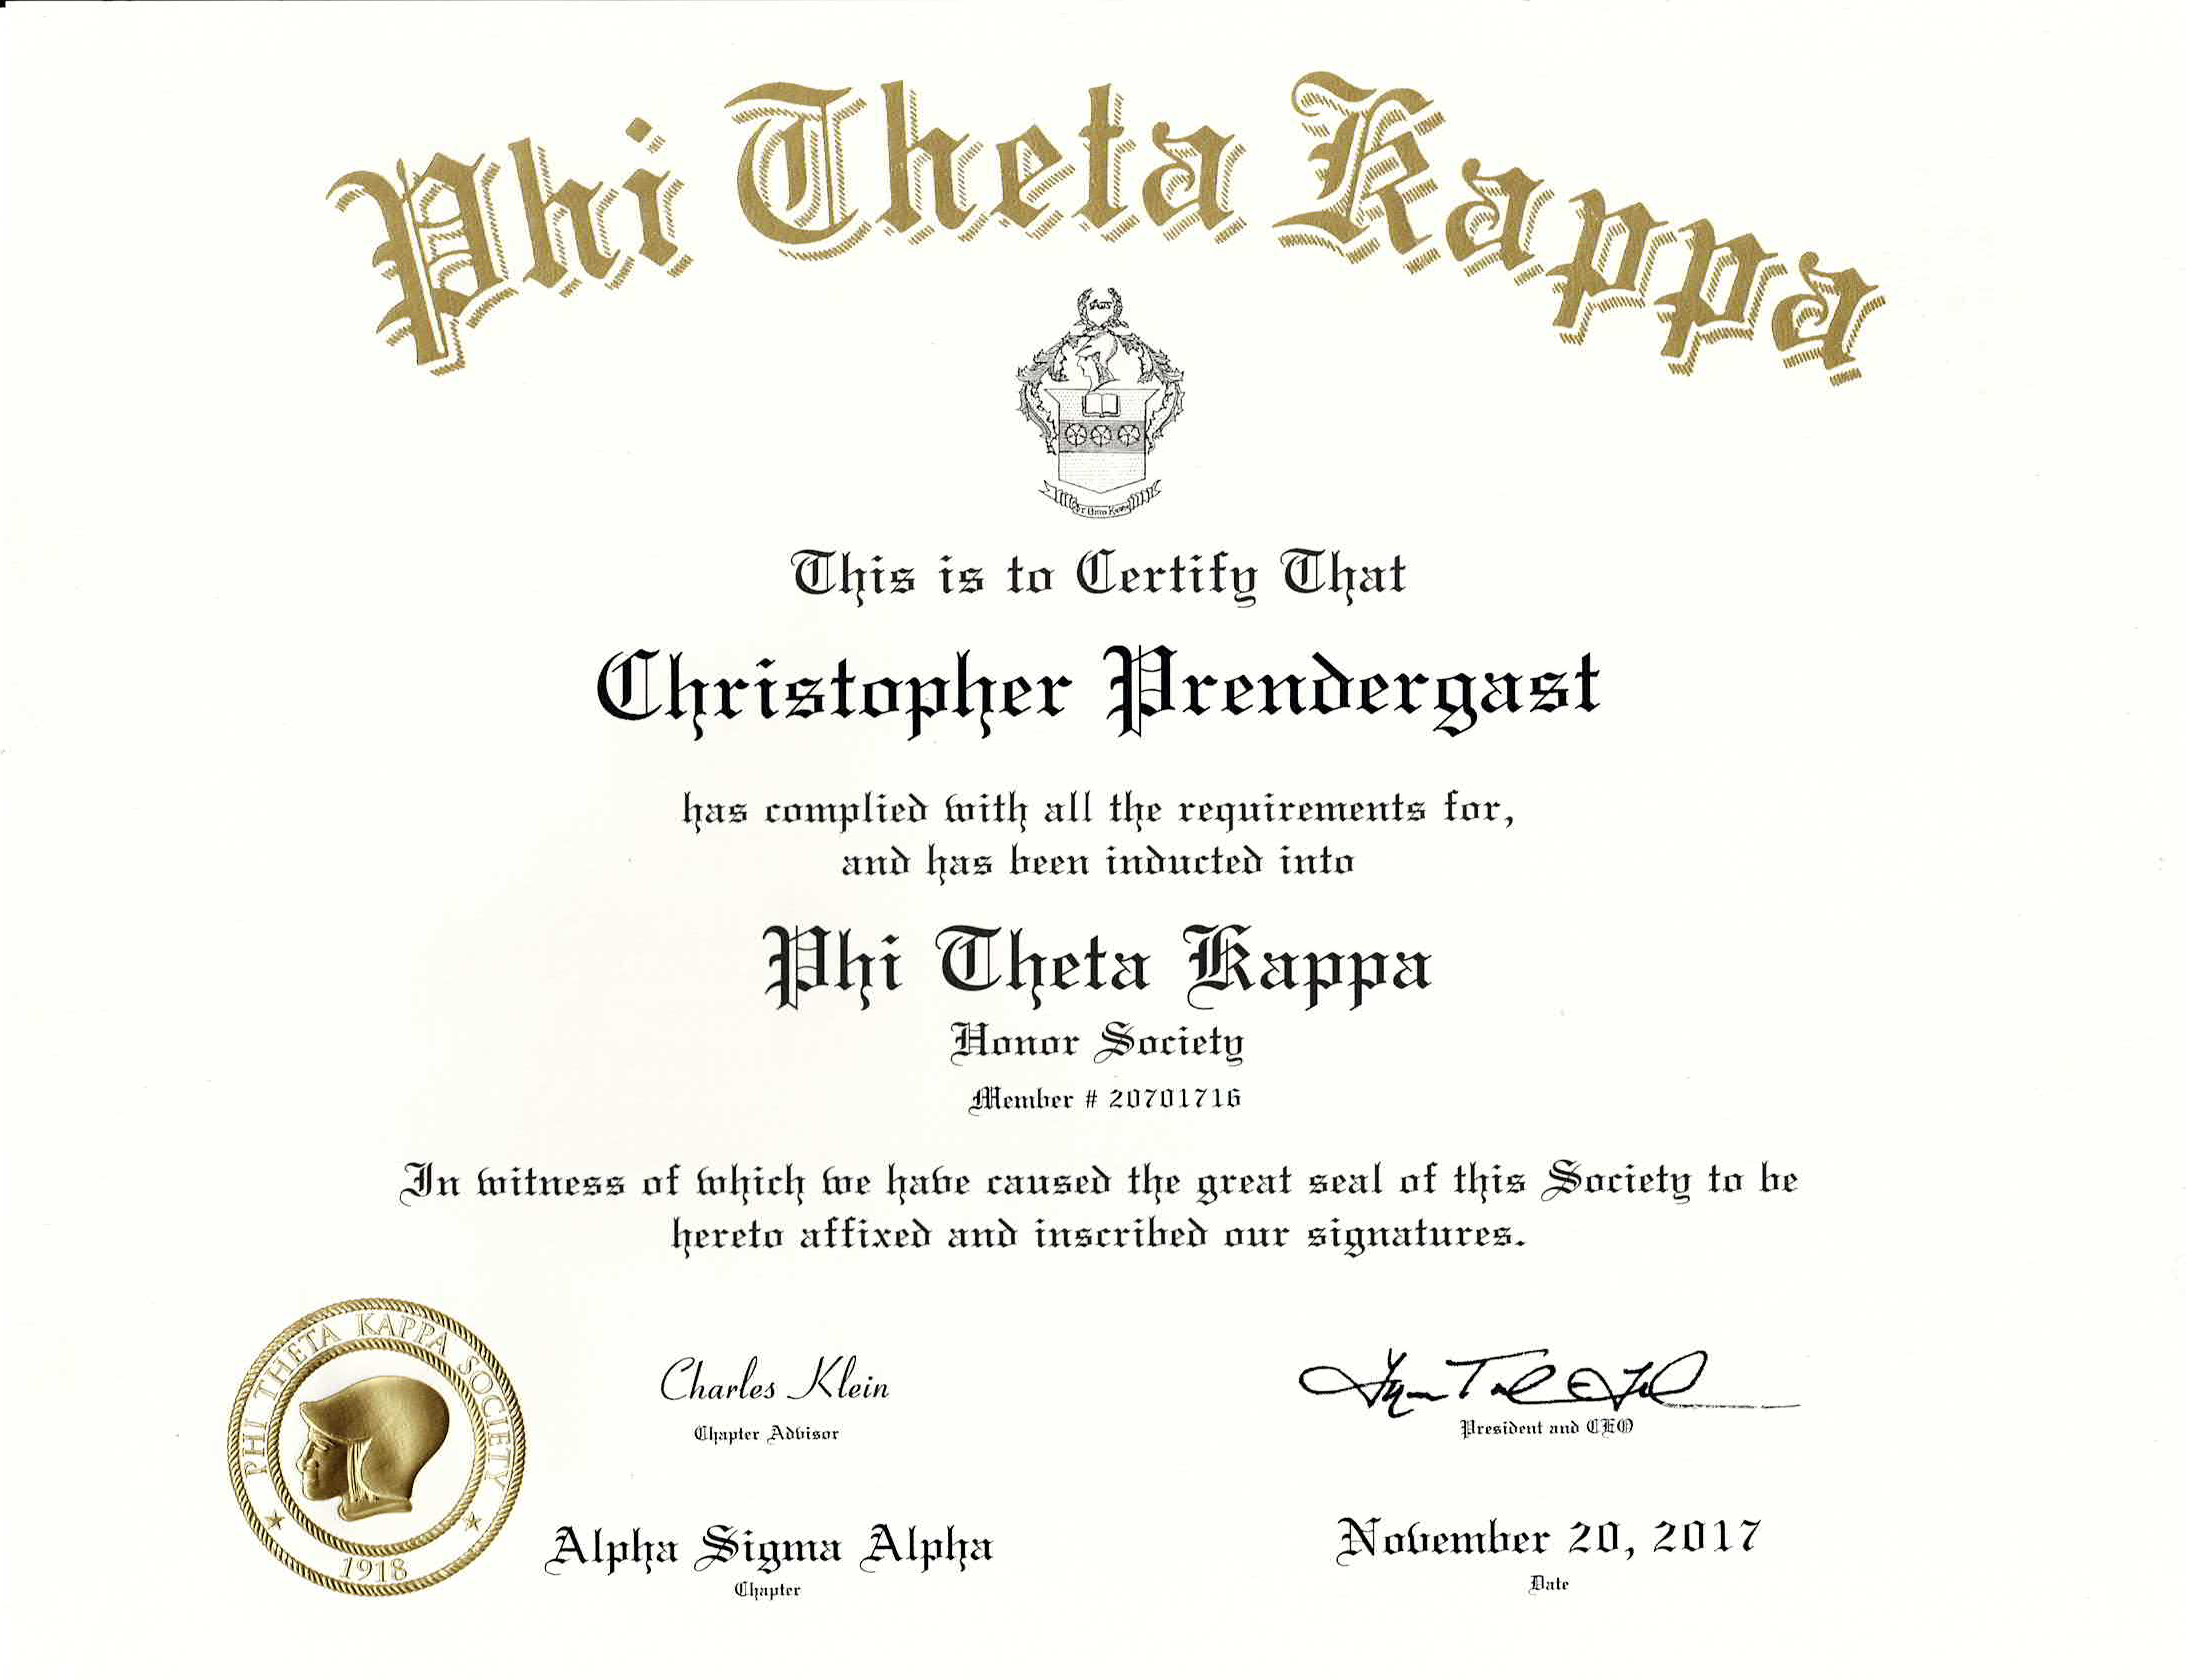 Phi Theta Kappa
This is to Certify That
Christopher Prendergast
has complied with all the requirements for,
and has been inducted into
Phi Theta Kappa
Honor Society
Member # 20701716
In witness of which we have caused the great seal of this Society to be
hereto affixed and inscribed our signatures.
PHI THETA KAPPA SOCIETY
1918
Charles Klein
Chapter Advisor
President and CEO
Alpha Sigma Alpha
Chapter
November 20, 2017
Date